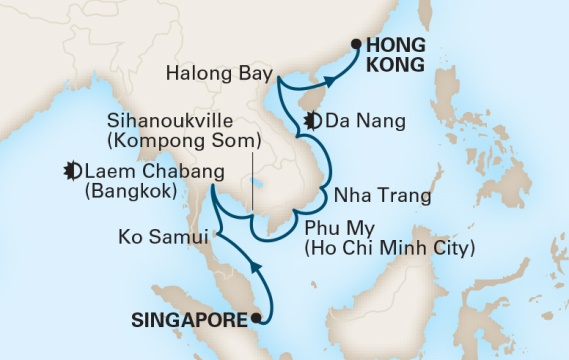 HONG
KONG
Halong Bay
Sihanoukville
(Kompong Som)
Da Nang
Laem Chabang
(Bangkok)
Nha Trang
Ko Samui
Phu My
(Ho Chi Minh City)
SINGAPORE